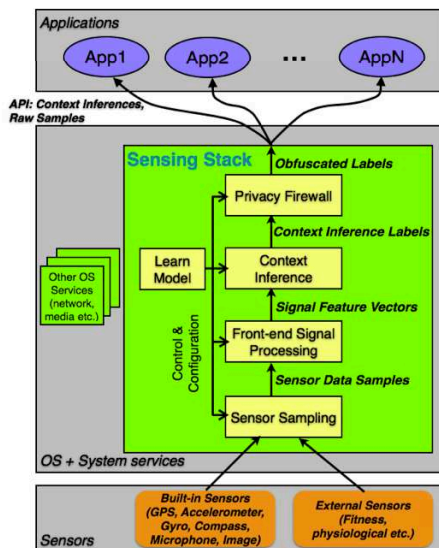 Applications
App1
App2
...
AppN
API: Context Inferences,
Raw Samples
Sensing Stack
Obfuscated Labels
Privacy Firewall
Context Inference Labels
Learn
Model
Context
Inference
Other OS
Services
(network,
media etc.)
Signal Feature Vectors
Control &
Configuration
Front-end Signal
Processing
Sensor Data Samples
Sensor Sampling
OS + System services
Built-in Sensors
(GPS, Accelerometer,
Gyro, Compass,
Microphone, Image)
External Sensors
(Fitness,
physiological etc.)
Sensors